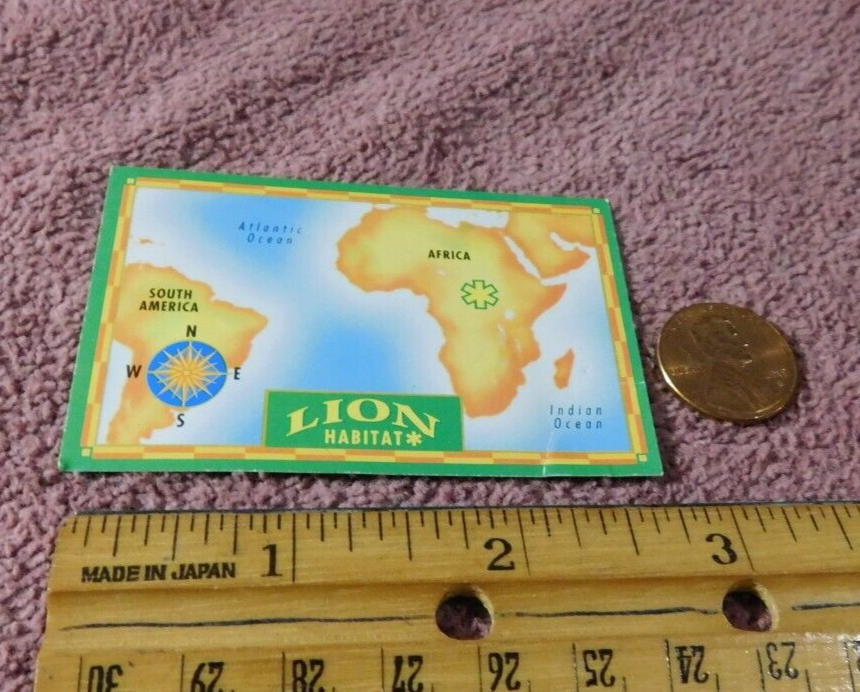 Atlantic
Ocean
AFRICA
SOUTH
AMERICA
N
W E
S
LION
HABITAT*
Indian
Ocean
1 2 3
MADE IN JAPAN
30 29 28 27 26 25 24 23